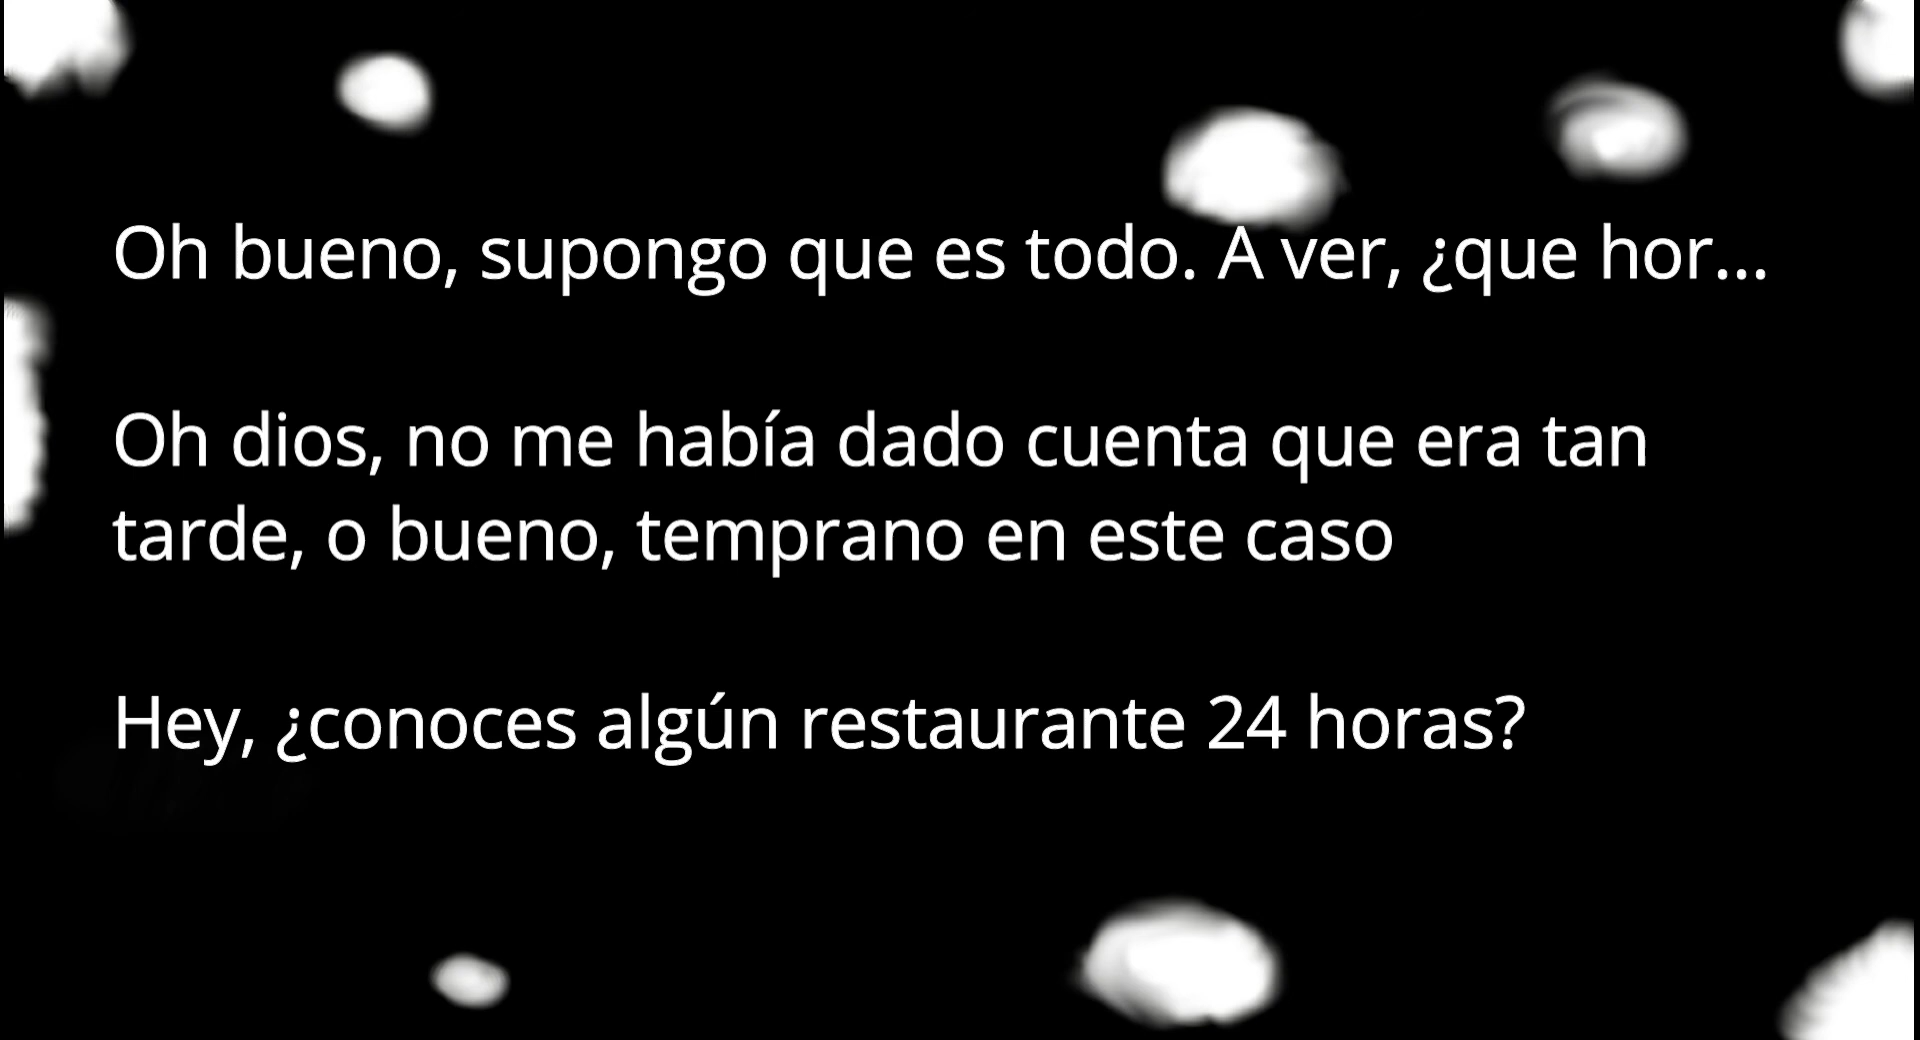 Oh bueno, supongo que es todo. A ver, ¿que hor...
Oh dios, no me había dado cuenta que era tan
tarde, o bueno, temprano en este caso
Hey, ¿conoces algún restaurante 24 horas?